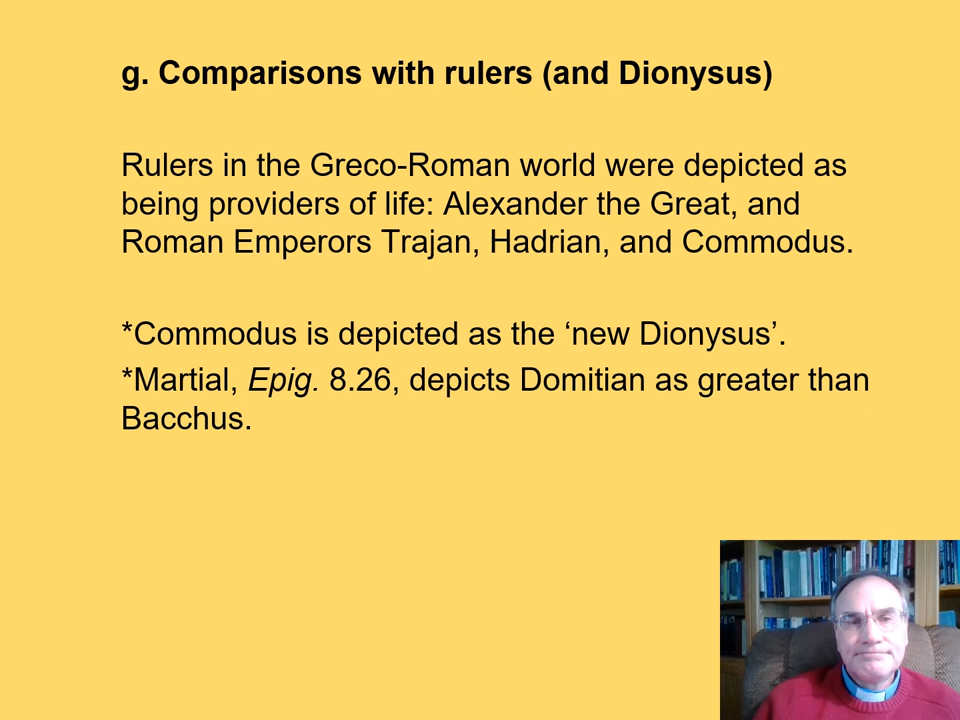 g. Comparisons with rulers (and Dionysus)
Rulers in the Greco-Roman world were depicted as
being providers of life: Alexander the Great, and
Roman Emperors Trajan, Hadrian, and Commodus.
*Commodus is depicted as the ‘new Dionysus’.
*Martial, Epig. 8.26, depicts Domitian as greater than
Bacchus.